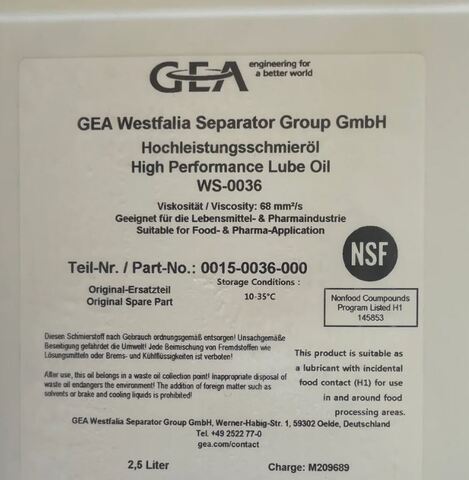 GEA engineering for
a better world
GEA Westfalia Separator Group GmbH
Hochleistungsschmieröl
High Performance Lube Oil
WS-0036
Viskosität / Viscosity: 68 mm²/s
Geeignet für die Lebensmittel- & Pharmaindustrie
Suitable for Food- & Pharma-Application
NSF
Teil-Nr. / Part-No.: 0015-0036-000
Storage Conditions :
Original-Ersatzteil 10-35°C
Original Spare Part
Nonfood Coumpounds
Program Listed H1
145853
Diesen Schmierstoff nach Gebrauch ordnungsgemäß entsorgen! Unsachgemäße
Beseitigung gefährdet die Umwelt! Jede Beimischung von Fremdstoffen wie
Lösungsmitteln oder Brems- und Kühlflüssigkeiten ist verboten!
After use, this oil belongs in a waste oil collection point! Inappropriate disposal of
waste oil endangers the environment! The addition of foreign matter such as
solvents or brake and cooling liquids is prohibited!
This product is suitable as
a lubricant with incidental
food contact (H1) for use
in and around food
processing areas.
GEA Westfalia Separator Group GmbH, Werner-Habig-Str. 1, 59302 Oelde, Deutschland
Tel. +49 2522 77-0
gea.com/contact
2,5 Liter Charge: M209689